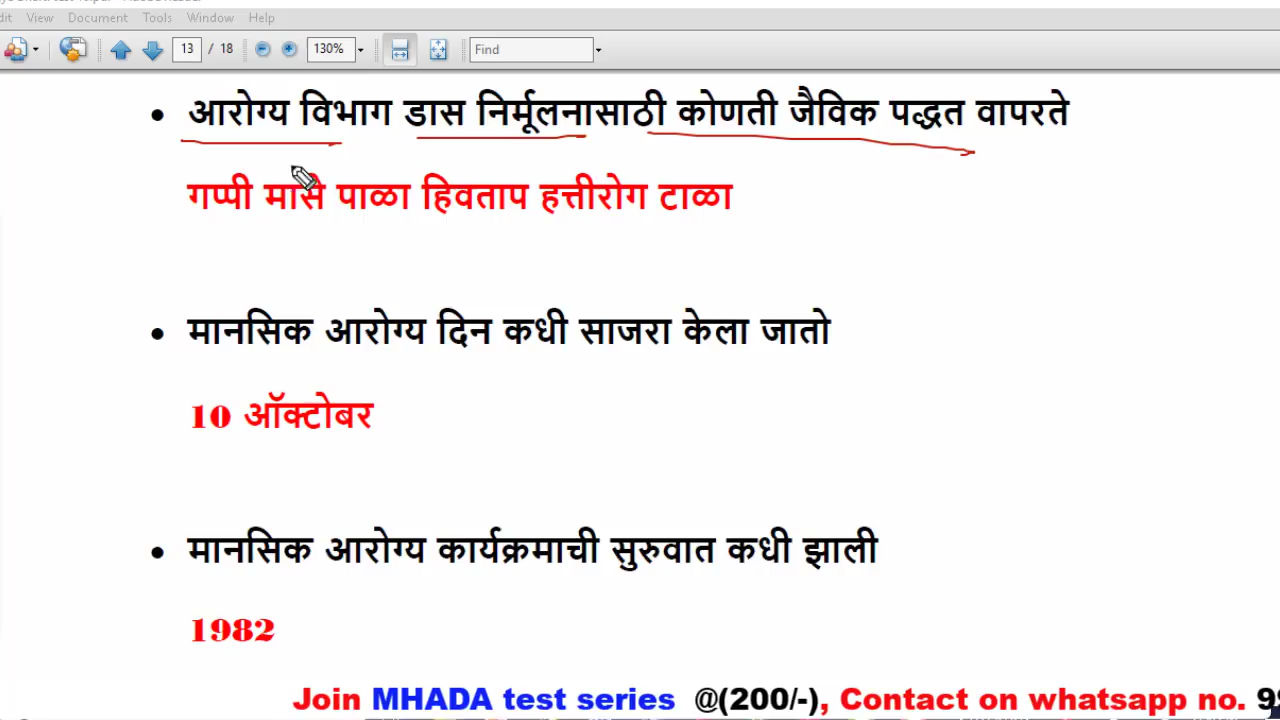 View Document Tools Window Help
13 / 18 130% Find
• आरोग्य विभाग डास निर्मूलनासाठी कोणती जैविक पद्धत वापरते
गप्पी मासे पाळा हिवताप हत्तीरोग टाळा
• मानसिक आरोग्य दिन कधी साजरा केला जातो
10 ऑक्टोबर
• मानसिक आरोग्य कार्यक्रमाची सुरुवात कधी झाली
1982
Join MHADA test series @(200/-), Contact on whatsapp no.